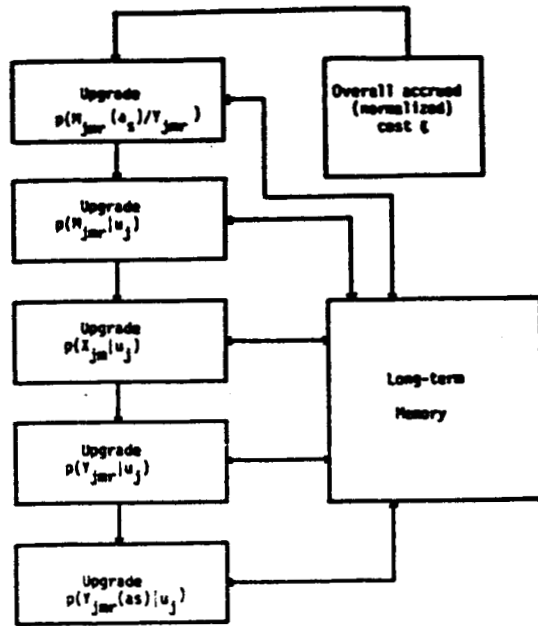 Upgrade
p(M_jmr(a_s)/Y_jmr)
Overall accrued
(normalized)
cost ξ
Upgrade
p(M_jmr|u_j)
Upgrade
p(X_jm|u_j)
Long-term
Memory
Upgrade
p(Y_jmr|u_j)
Upgrade
p(Y_jmr(as)|u_j)